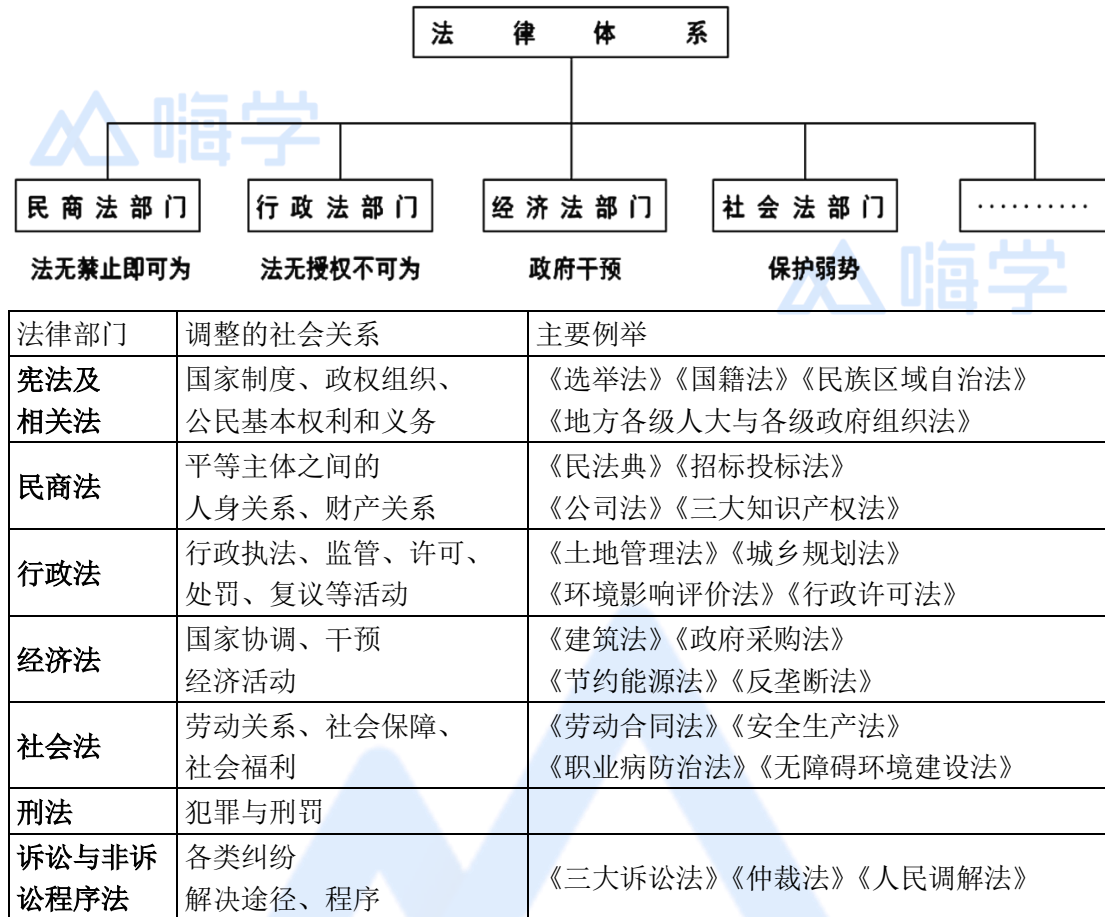 法 律 体 系
嗨学
民 商 法 部 门 行 政 法 部 门 经 济 法 部 门 社 会 法 部 门 ··········
法无禁止即可为 法无授权不可为 政府干预 保护弱势
嗨学
法律部门 调整的社会关系 主要例举
宪法及 国家制度、政权组织、 《选举法》《国籍法》《民族区域自治法》
相关法 公民基本权利和义务 《地方各级人大与各级政府组织法》
民商法 平等主体之间的 《民法典》《招标投标法》
人身关系、财产关系 《公司法》《三大知识产权法》
行政法 行政执法、监管、许可、 《土地管理法》《城乡规划法》
处罚、复议等活动 《环境影响评价法》《行政许可法》
经济法 国家协调、干预 《建筑法》《政府采购法》
经济活动 《节约能源法》《反垄断法》
社会法 劳动关系、社会保障、 《劳动合同法》《安全生产法》
社会福利 《职业病防治法》《无障碍环境建设法》
刑法 犯罪与刑罚
诉讼与非诉 各类纠纷 《三大诉讼法》《仲裁法》《人民调解法》
讼程序法 解决途径、程序